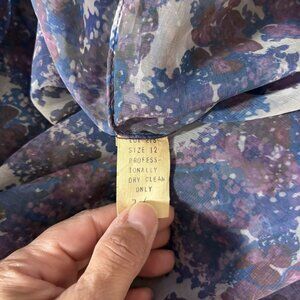 SIZE 12
PROFESS-
IONALLY
DRY CLEAN
ONLY